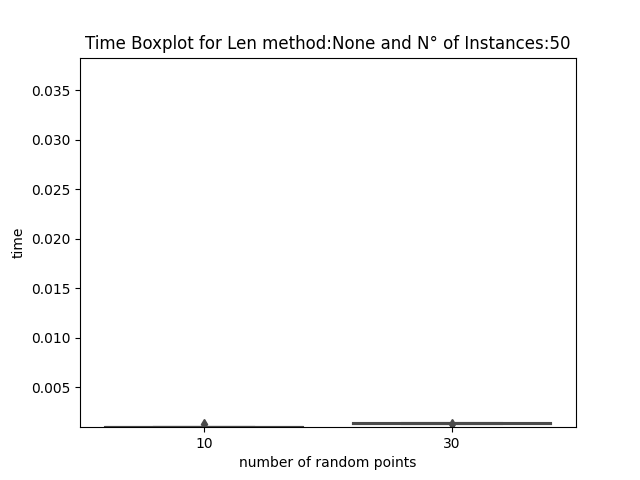 Time Boxplot for Len method:None and N° of Instances:50
0.035
0.030
0.025
0.020
0.015
0.010
0.005
time
10 30
number of random points